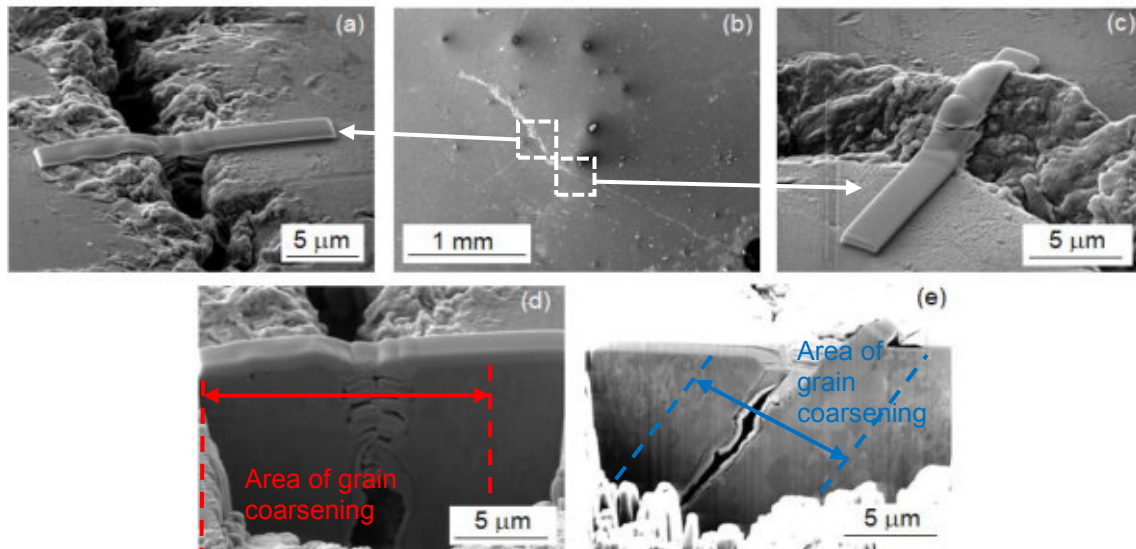 (a)
5 μm
(b)
1 mm
(c)
5 μm
(d)
Area of grain
coarsening
5 μm
(e)
Area of
grain
coarsening
5 μm